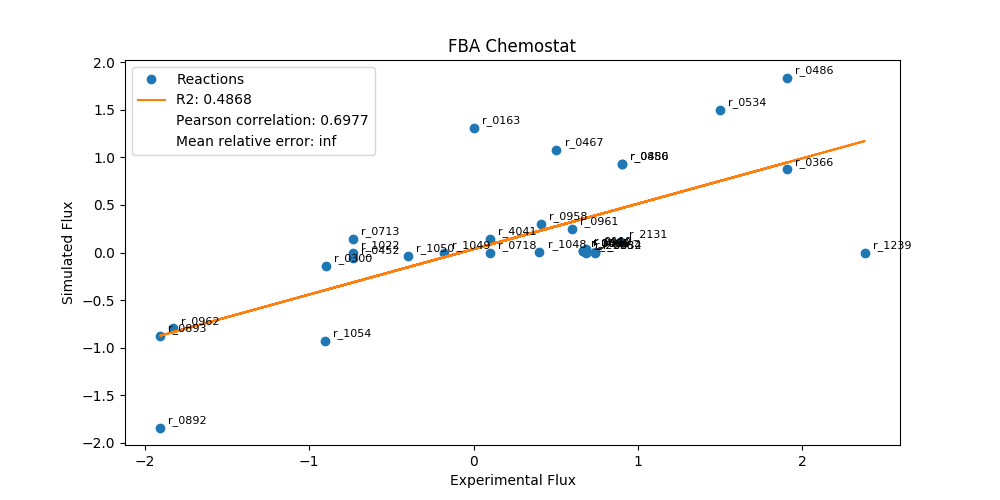 FBA Chemostat
Reactions
R2: 0.4868
Pearson correlation: 0.6977
Mean relative error: inf
r_0486
r_0534
r_0163
r_0467
r_0366
r_0958
r_0961
r_0713
r_4041
r_2131
r_1022
r_0452
r_1050
r_1049
r_0718
r_1048
r_1239
r_0300
r_0962
r_0893
r_1054
r_0892
2.0
1.5
1.0
0.5
0.0
−0.5
−1.0
−1.5
−2.0
−2
−1
0
1
2
Simulated Flux
Experimental Flux